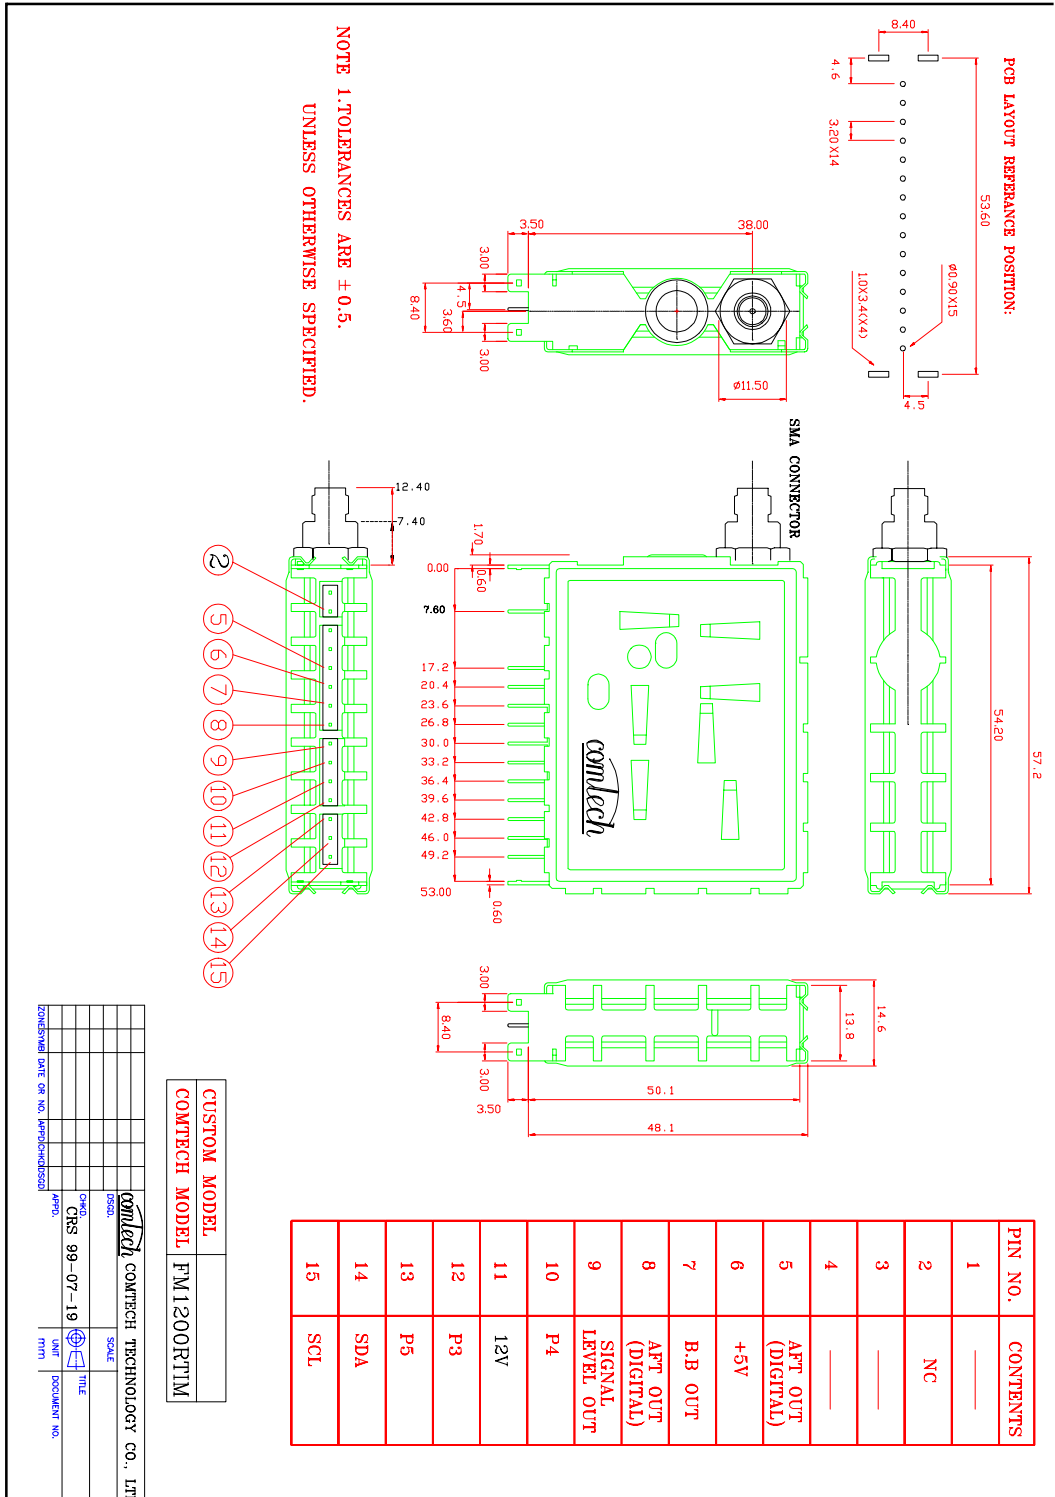 PCB LAYOUT REFERANCE POSITION:
8.40
4.6
3.20X14
53.60
ø0.90X15
1.0X3.4(X4)
4.5
NOTE 1.TOLERANCES ARE ±0.5.
UNLESS OTHERWISE SPECIFIED.
3.50
38.00
3.00
4.5
3.60
8.40
3.00
ø11.50
SMA CONNECTOR
12.40
7.40
1.70
0.00
0.60
7.60
17.2
20.4
23.6
26.8
30.0
33.2
36.4
39.6
42.8
46.0
49.2
53.00
0.60
comtech
54.20
57.2
2
5
6
7
8
9
10
11
12
13
14
15
3.00
8.40
3.00
3.50
14.6
13.8
50.1
48.1
PIN NO. CONTENTS
1 —
2 NC
3 —
4 —
5 AFT OUT
(DIGITAL)
6 +5V
7 B.B OUT
8 AFT OUT
(DIGITAL)
9 SIGNAL
LEVEL OUT
10 P4
11 12V
12 P3
13 P5
14 SDA
15 SCL
CUSTOM MODEL
COMTECH MODEL FM1200RTIM
comtech COMTECH TECHNOLOGY CO., LT
DSGD. SCALE
CHKD. CRS 99-07-19 TITLE
APPD. UNIT mm DOCUMENT NO.
DATE OR NO.